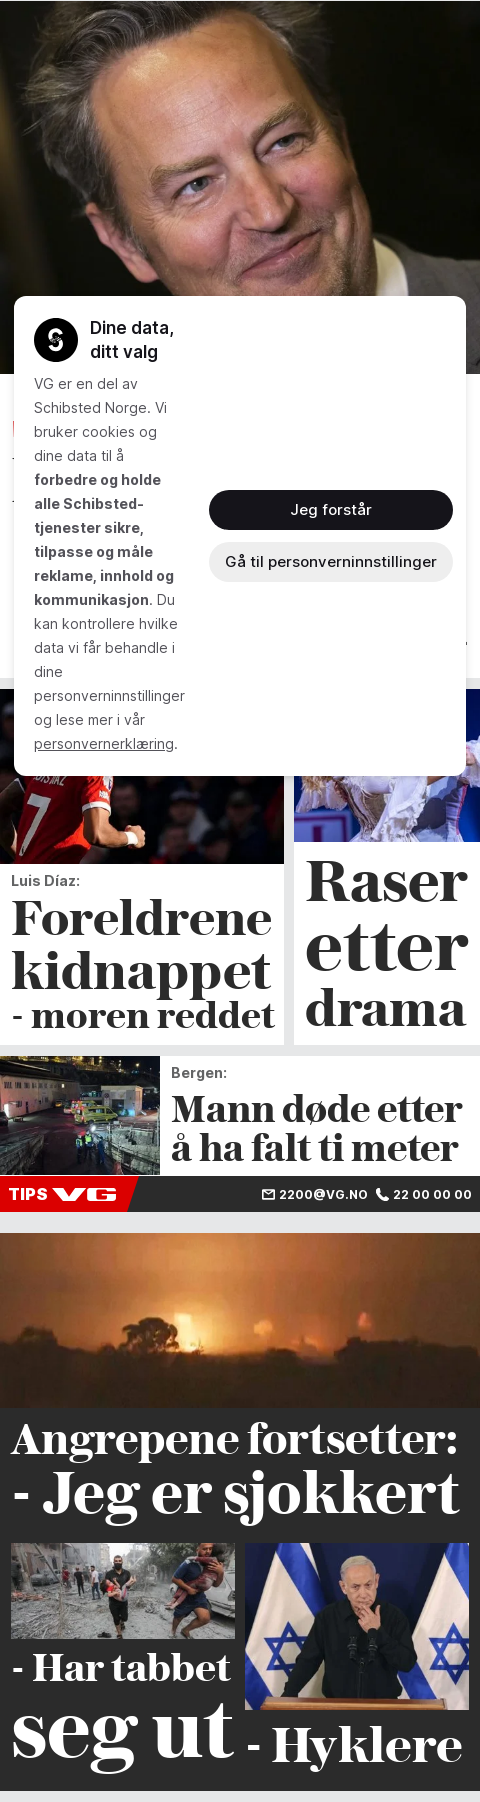 Dine data,
ditt valg
VG er en del av
Schibsted Norge. Vi
bruker cookies og
dine data til å
forbedre og holde
alle Schibsted-
tjenester sikre,
tilpasse og måle
reklame, innhold og
kommunikasjon. Du
kan kontrollere hvilke
data vi får behandle i
dine
personverninnstillinger
og lese mer i vår
personvernerklæring.
Jeg forstår
Gå til personverninnstillinger
7
Luis Díaz:
Foreldrene
kidnappet
- moren reddet
Raser
etter
drama
Bergen:
Mann døde etter
å ha falt ti meter
TIPS VG
2200@VG.NO 22 00 00 00
Angrepene fortsetter:
- Jeg er sjokkert
- Har tabbet
seg ut
- Hyklere